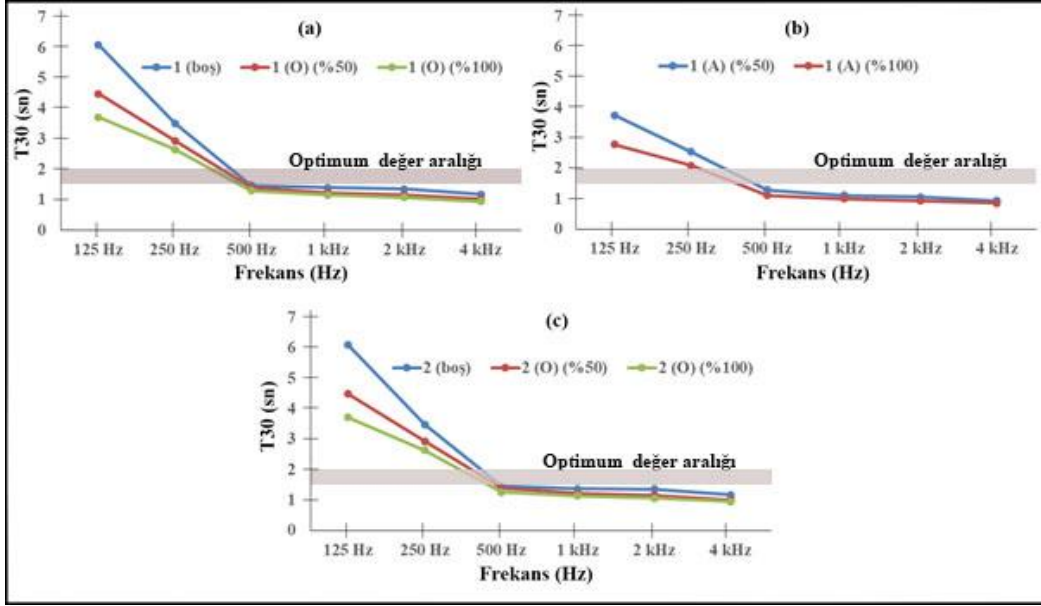 (a)
1 (boş) 1 (O) (%50) 1 (O) (%100)
T30 (sn)
7
6
5
4
3
2
1
0
Optimum değer aralığı
125 Hz 250 Hz 500 Hz 1 kHz 2 kHz 4 kHz
Frekans (Hz)
(b)
1 (A) (%50) 1 (A) (%100)
T30 (sn)
7
6
5
4
3
2
1
0
Optimum değer aralığı
125 Hz 250 Hz 500 Hz 1 kHz 2 kHz 4 kHz
Frekans (Hz)
(c)
2 (boş) 2 (O) (%50) 2 (O) (%100)
T30 (sn)
7
6
5
4
3
2
1
0
Optimum değer aralığı
125 Hz 250 Hz 500 Hz 1 kHz 2 kHz 4 kHz
Frekans (Hz)